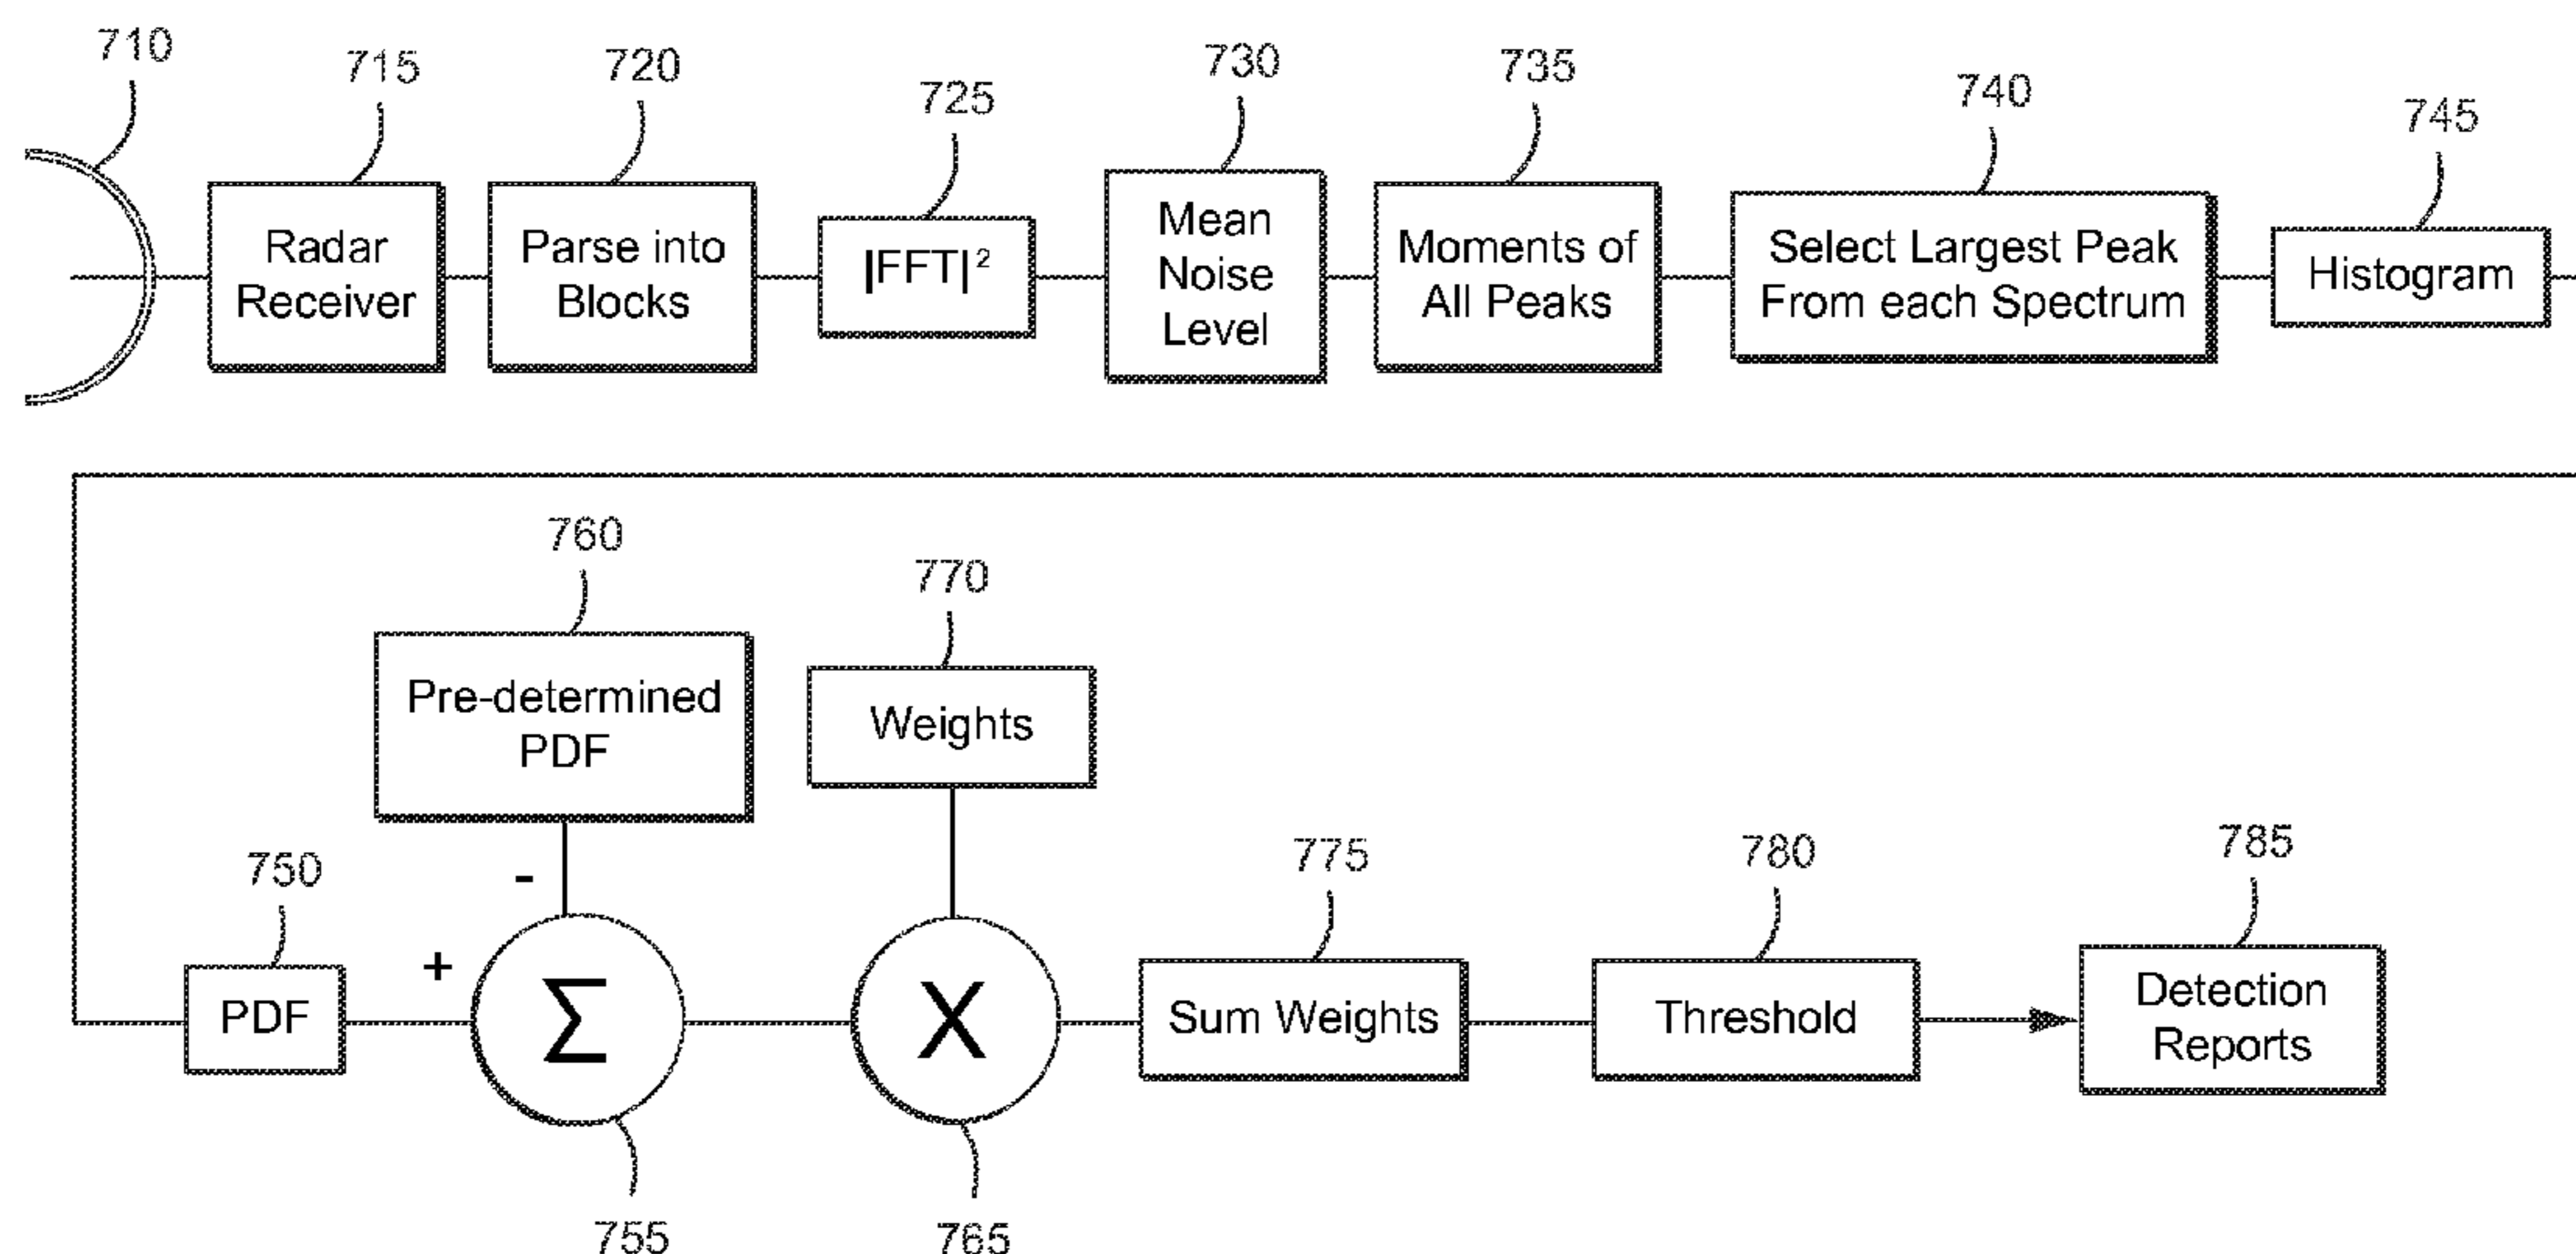 710
715
720
725
730
735
740
745
Radar
Receiver
Parse into
Blocks
|FFT|²
Mean
Noise
Level
Moments of
All Peaks
Select Largest Peak
From each Spectrum
Histogram
760
770
Pre-determined
PDF
Weights
750
775
780
785
-
+
PDF
Σ
X
Sum Weights
Threshold
Detection
Reports
755
765